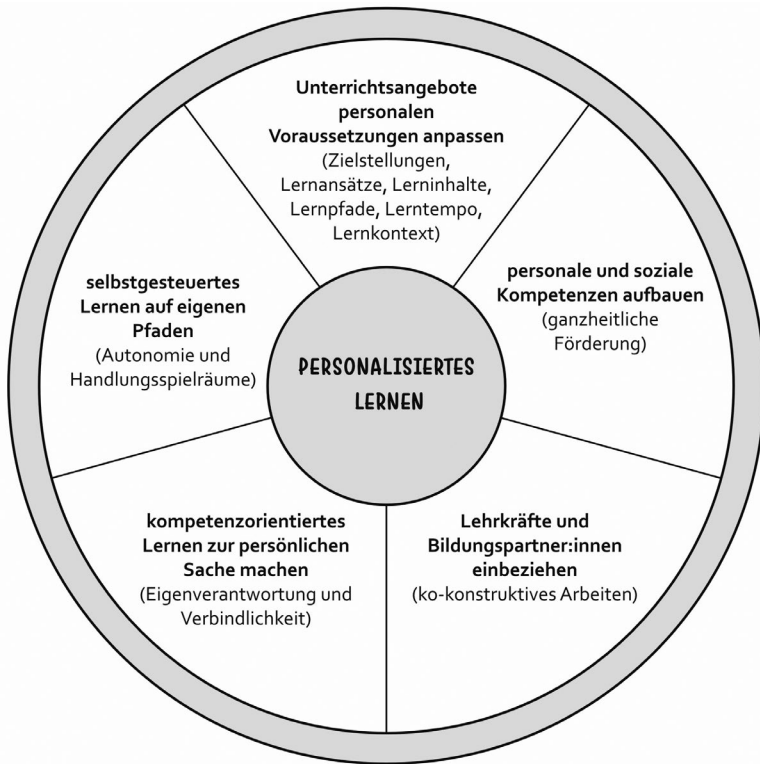 Unterrichtsangebote
personalen
Voraussetzungen anpassen
(Zielstellungen,
Lernansätze, Lerninhalte,
Lernpfade, Lerntempo,
Lernkontext)
personale und soziale
Kompetenzen aufbauen
(ganzheitliche
Förderung)
Lehrkräfte und
Bildungspartner:innen
einbeziehen
(ko-konstruktives Arbeiten)
kompetenzorientiertes
Lernen zur persönlichen
Sache machen
(Eigenverantwortung und
Verbindlichkeit)
selbstgesteuertes
Lernen auf eigenen
Pfaden
(Autonomie und
Handlungsspielräume)
PERSONALISIERTES
LERNEN